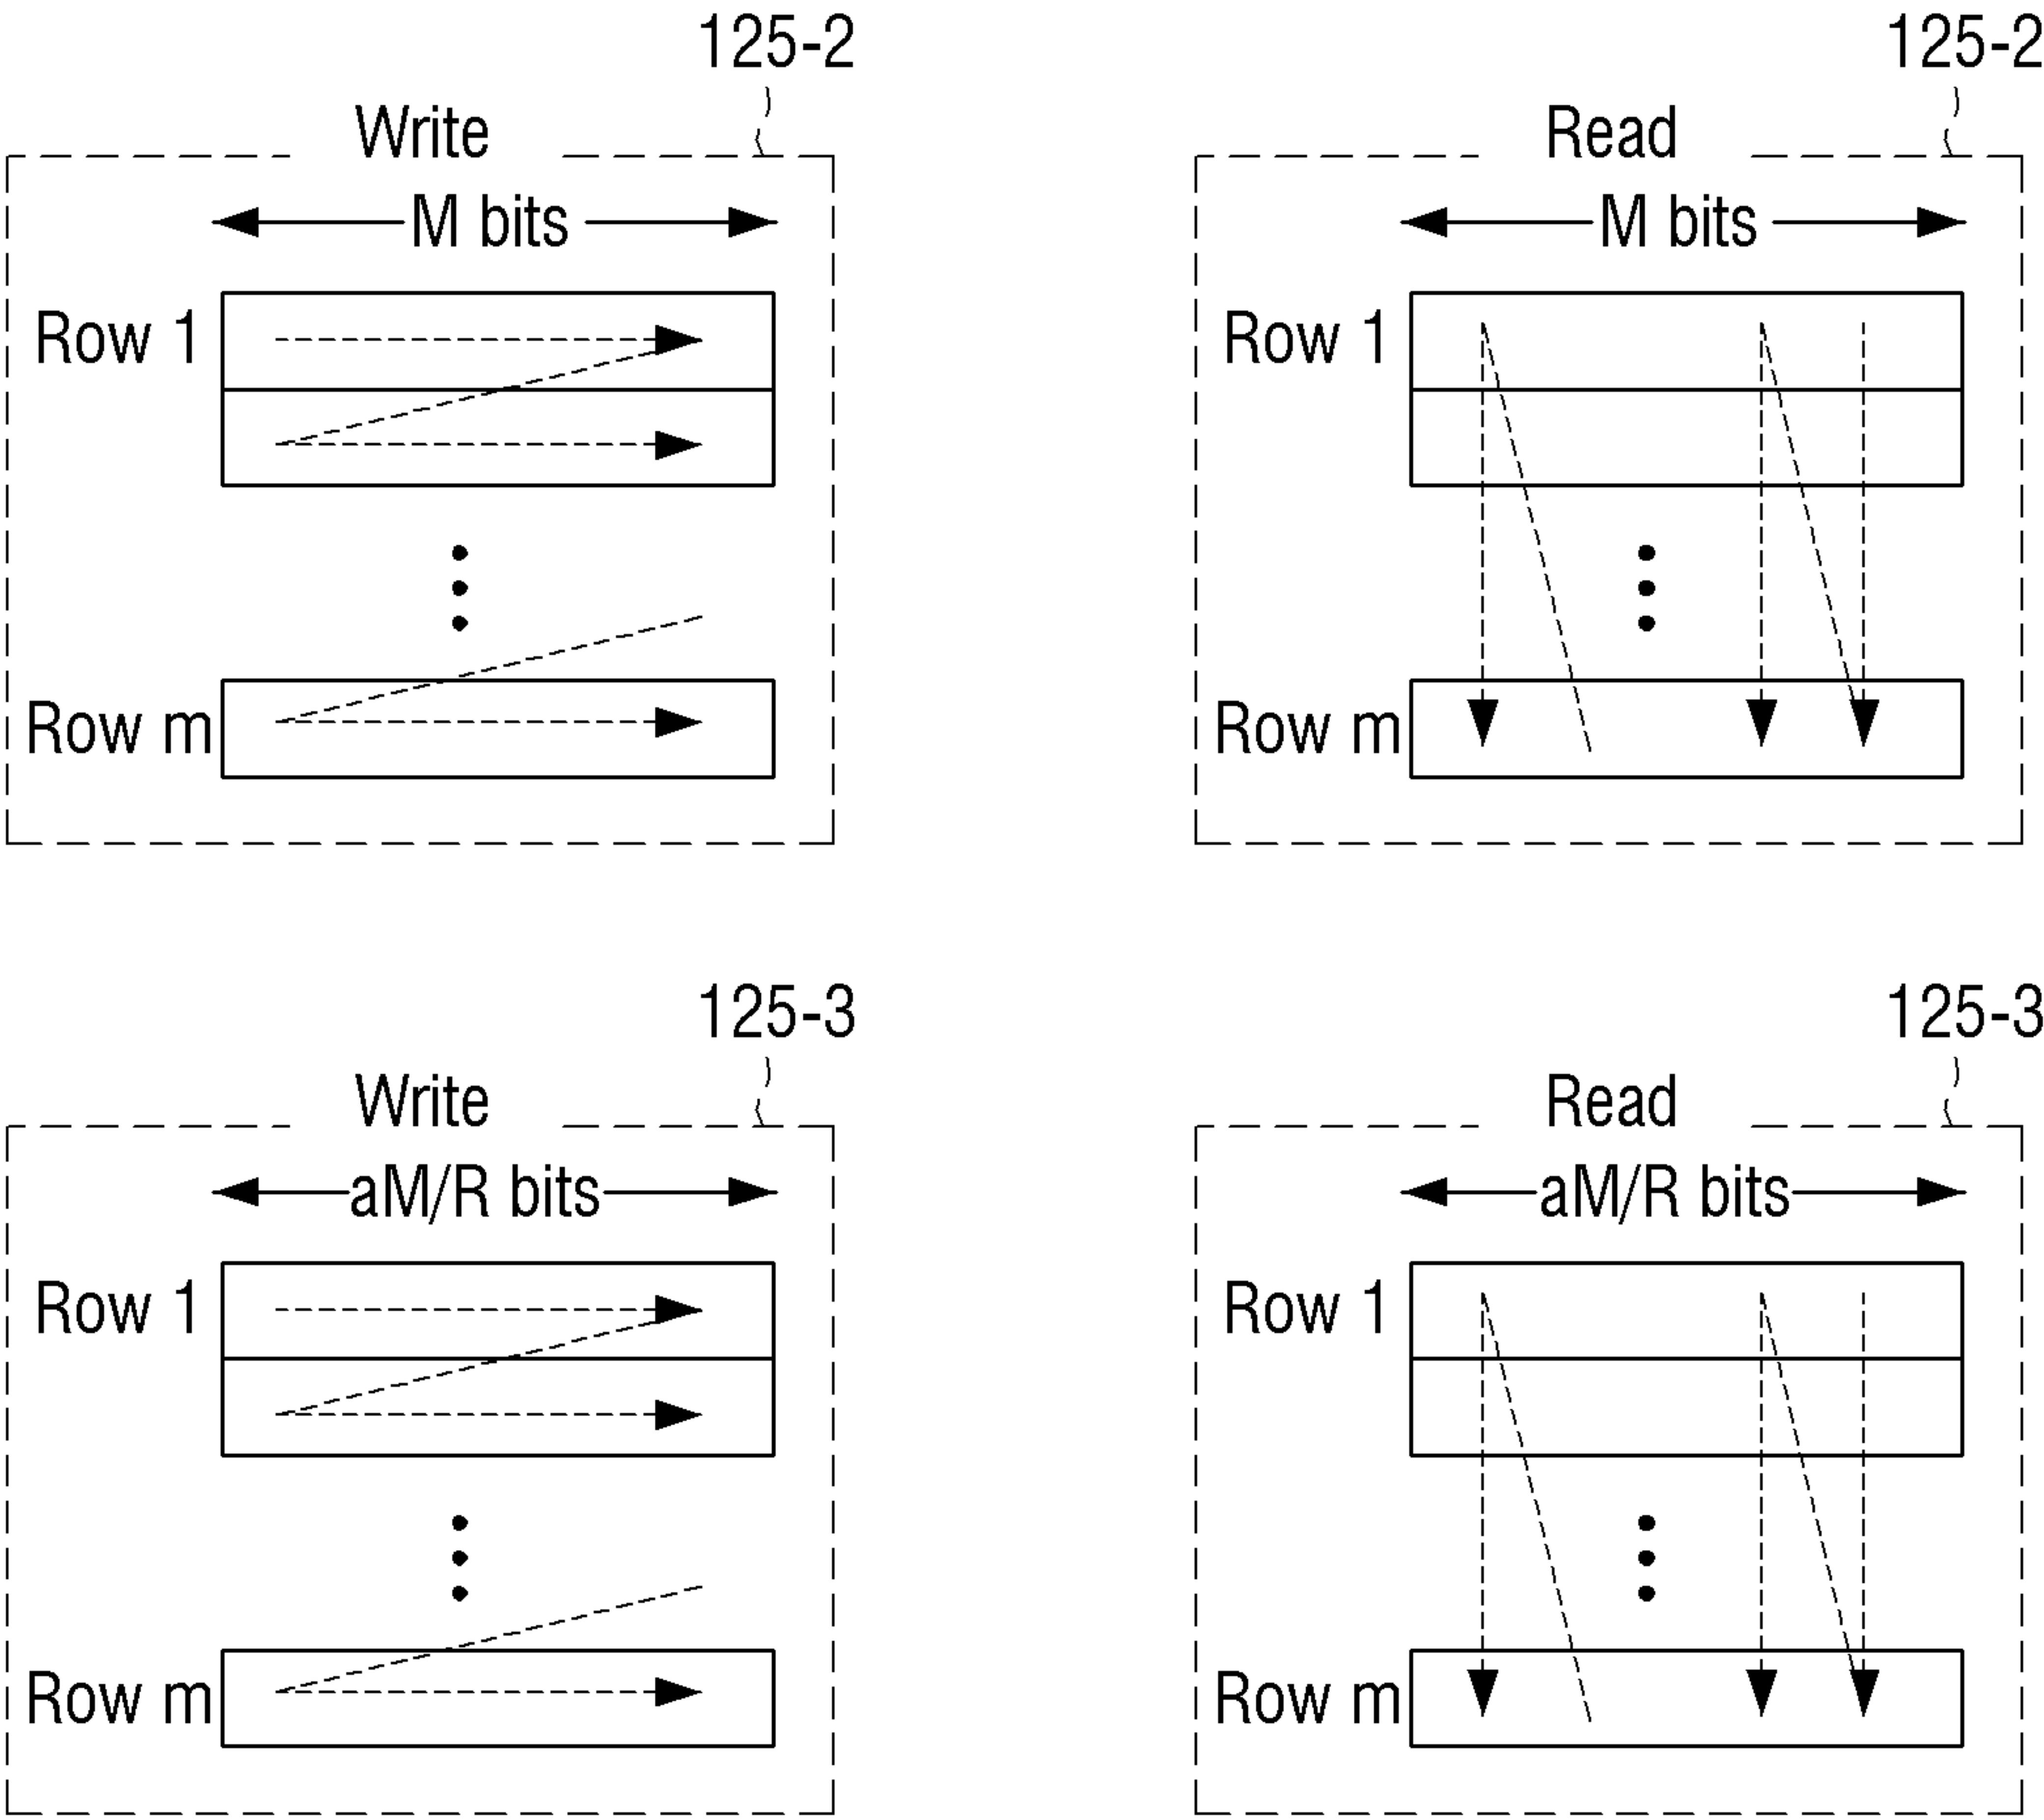 125-2
Write
M bits
Row 1
Row m
125-2
Read
M bits
Row 1
Row m
125-3
Write
aM/R bits
Row 1
Row m
125-3
Read
aM/R bits
Row 1
Row m